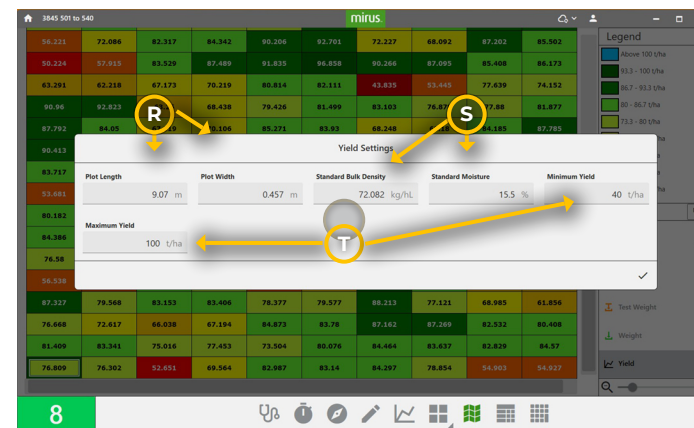 3845 501 to 540
mirus.
56.221 72.086 82.317 84.342 90.206 92.701 72.227 68.092 87.202 85.502
Legend
Above 100 t/ha
50.224 57.915 83.529 87.489 91.835 96.858 90.266 87.095 85.408 86.173
93.3 - 100 t/ha
63.291 62.218 67.173 70.219 80.814 82.111 43.835 53.445 77.639 74.152
86.7 - 93.3 t/ha
90.96 92.823 68.438 79.426 81.499 83.103 77.88 81.877
80 - 86.7 t/ha
R
S
73.3 - 80 t/ha
87.792 84.05 85.271 83.93 68.248 84.185 87.785
90.413
Yield Settings
83.717
Plot Length Plot Width Standard Bulk Density Standard Moisture Minimum Yield
53.681
9.07 m 0.457 m 72.082 kg/hL 15.5 % 40 t/ha
80.182
Maximum Yield
84.386
100 t/ha
T
76.58
56.538
87.327 79.568 83.153 83.406 78.377 79.577 88.213 77.121 68.985 61.856
Test Weight
76.668 72.617 66.038 67.194 84.873 83.78 87.162 87.269 82.532 80.408
Weight
81.409 83.341 75.016 77.453 73.504 80.076 84.464 83.637 82.829 84.57
76.809 76.302 52.651 69.564 82.987 83.14 84.297 78.854 54.903 54.927
Yield
8